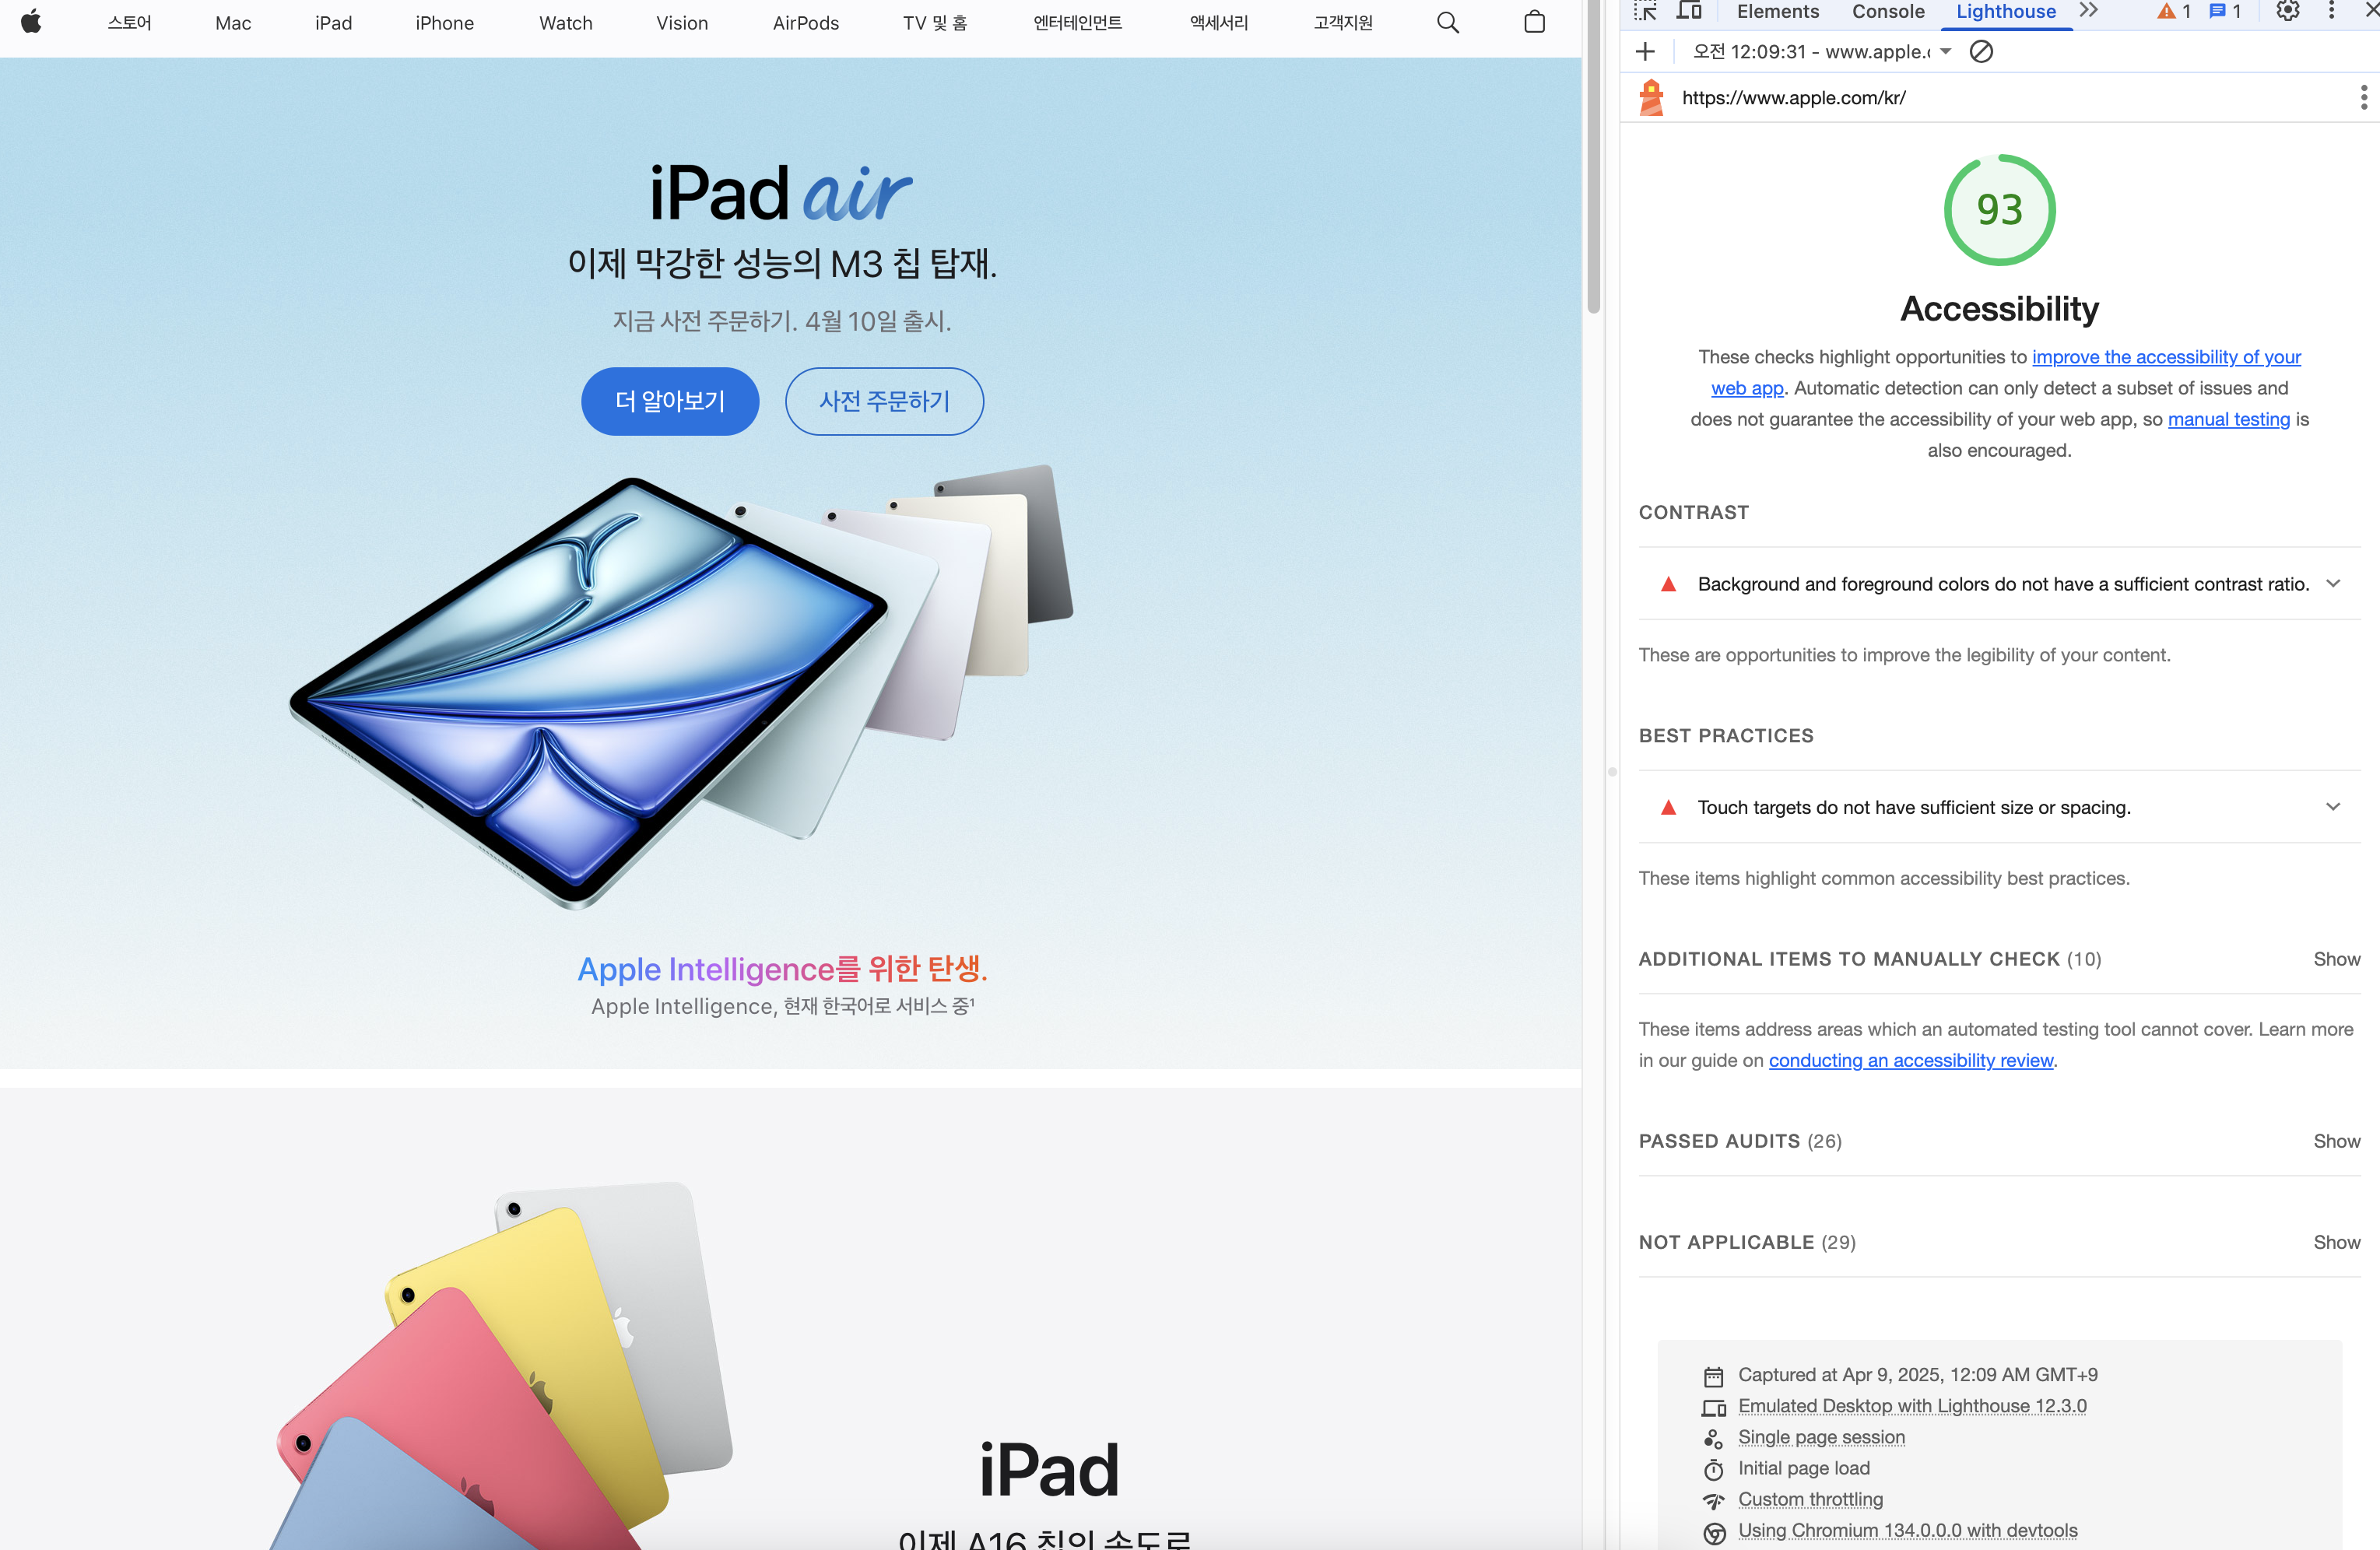 스토어 Mac iPad iPhone Watch Vision AirPods TV 및 홈 엔터테인먼트 액세서리 고객지원
iPad air
이제 막강한 성능의 M3 칩 탑재.
지금 사전 주문하기. 4월 10일 출시.
더 알아보기 사전 주문하기
Apple Intelligence를 위한 탄생.
Apple Intelligence, 현재 한국어로 서비스 중¹
iPad
이제 A16 칩의 속도로
Elements Console Lighthouse 1 1
오전 12:09:31 - www.apple.
https://www.apple.com/kr/
93
Accessibility
These checks highlight opportunities to improve the accessibility of your
web app. Automatic detection can only detect a subset of issues and
does not guarantee the accessibility of your web app, so manual testing is
also encouraged.
CONTRAST
Background and foreground colors do not have a sufficient contrast ratio.
These are opportunities to improve the legibility of your content.
BEST PRACTICES
Touch targets do not have sufficient size or spacing.
These items highlight common accessibility best practices.
ADDITIONAL ITEMS TO MANUALLY CHECK (10) Show
These items address areas which an automated testing tool cannot cover. Learn more
in our guide on conducting an accessibility review.
PASSED AUDITS (26) Show
NOT APPLICABLE (29) Show
Captured at Apr 9, 2025, 12:09 AM GMT+9
Emulated Desktop with Lighthouse 12.3.0
Single page session
Initial page load
Custom throttling
Using Chromium 134.0.0.0 with devtools